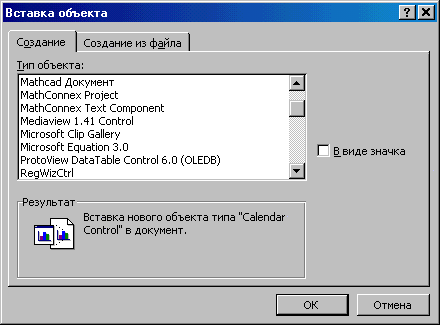 Вставка объекта
Создание
Создание из файла
Тип объекта:
Mathcad Документ
MathConnex Project
MathConnex Text Component
Mediaview 1.41 Control
Microsoft Clip Gallery
Microsoft Equation 3.0
ProtoView DataTable Control 6.0 (OLEDB)
RegWizCtrl
В виде значка
Результат
Вставка нового объекта типа "Calendar
Control" в документ.
ОК
Отмена